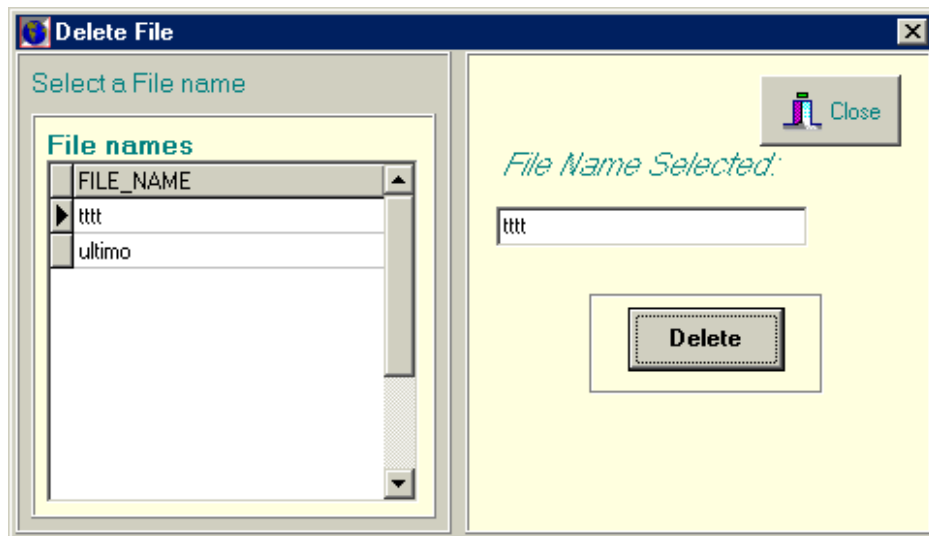 Delete File
Select a File name
File names
FILE_NAME
tttt
ultimo
Close
File Name Selected:
tttt
Delete